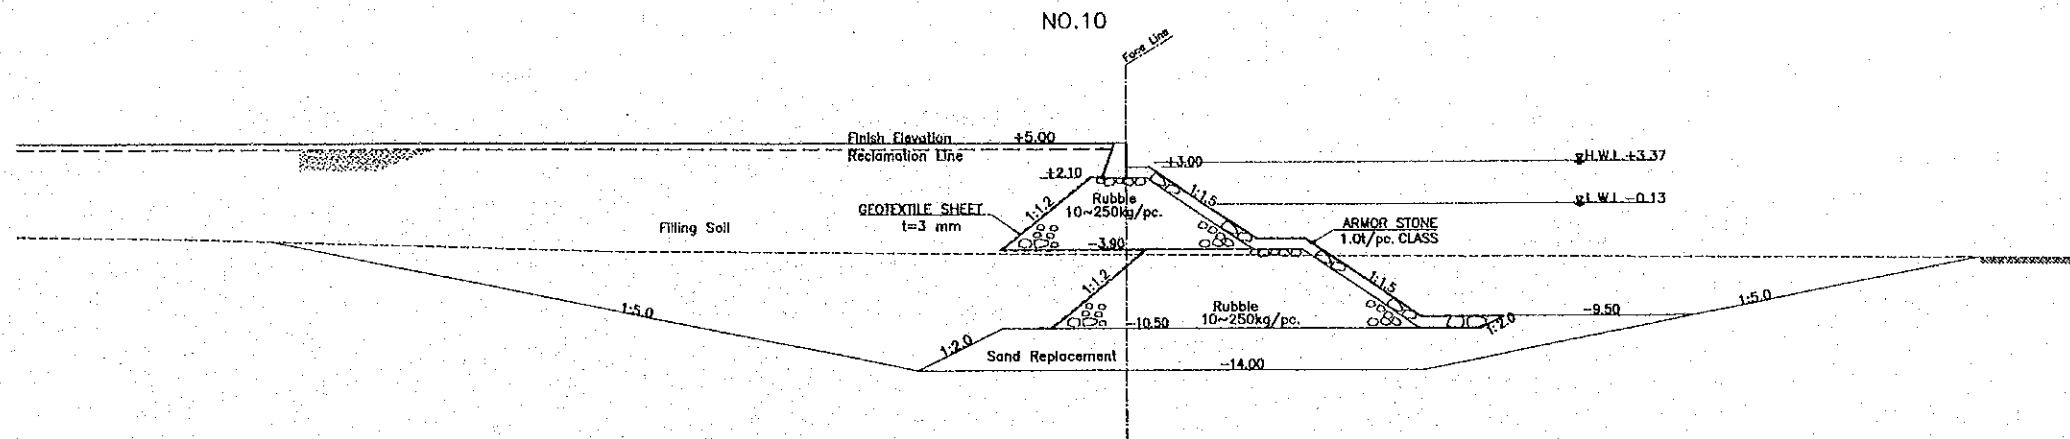 NO.10
Face Line
Finish Elevation +5.00
Reclamation Line
+3.00
H.W.L +3.37
+2.10
Rubble
10~250kg/pc.
1:1.2
1:1.5
L.W.L -0.13
GEOTEXTILE SHEET
t=3 mm
Filling Soil
ARMOR STONE
1.0t/pc. CLASS
-3.90
1:1.2
1:1.5
1:5.0
1:5.0
Rubble
10~250kg/pc.
-9.50
-10.50
1:2.0
1:2.0
Sand Replacement
-14.00